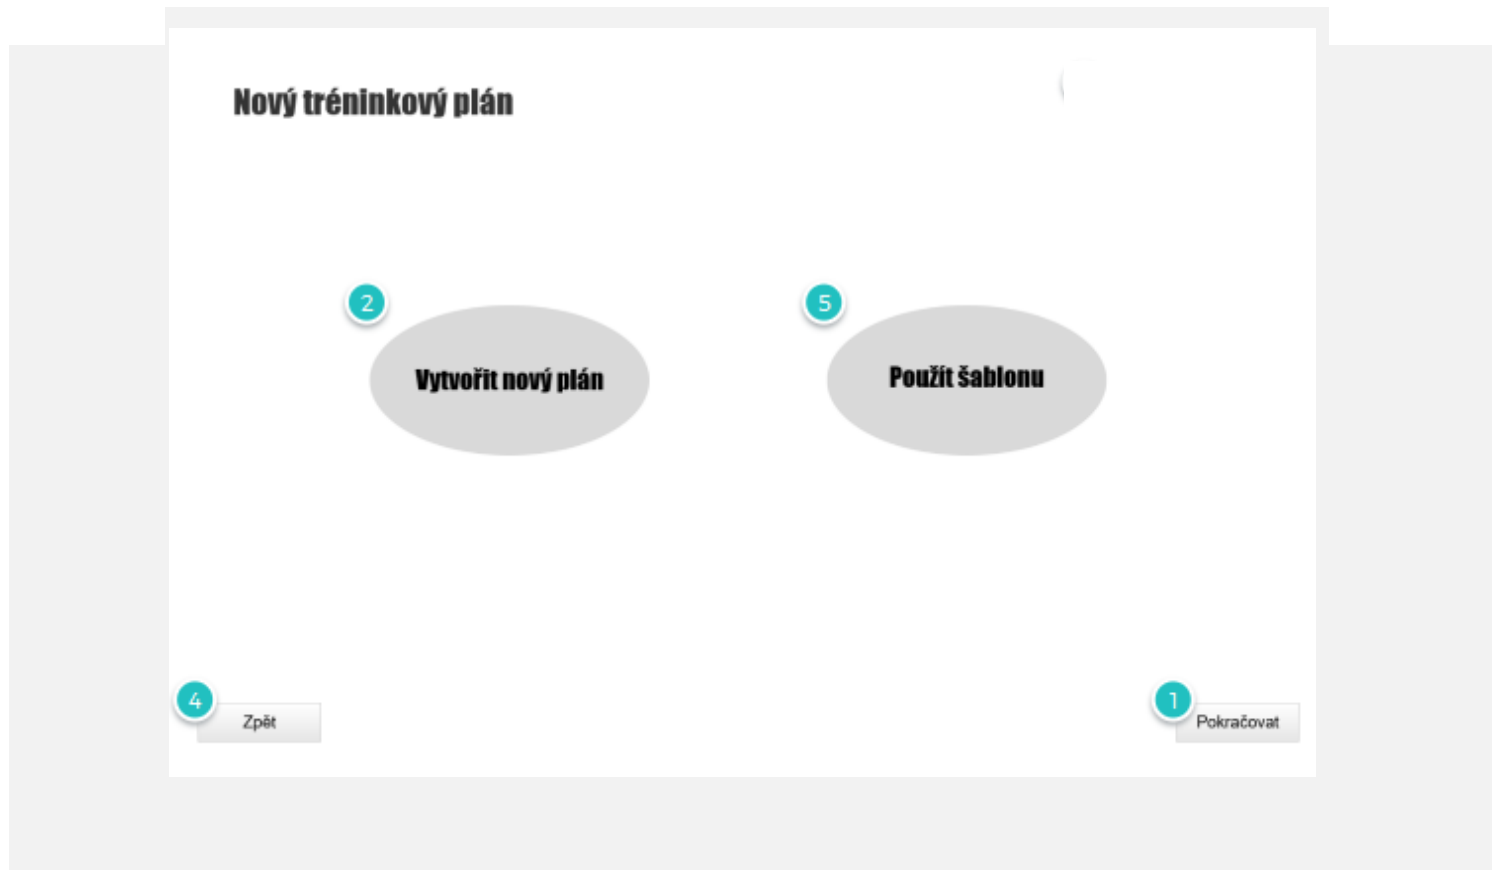 Nový tréninkový plán
2
5
Vytvořit nový plán
Použít šablonu
4
1
Zpět
Pokračovat